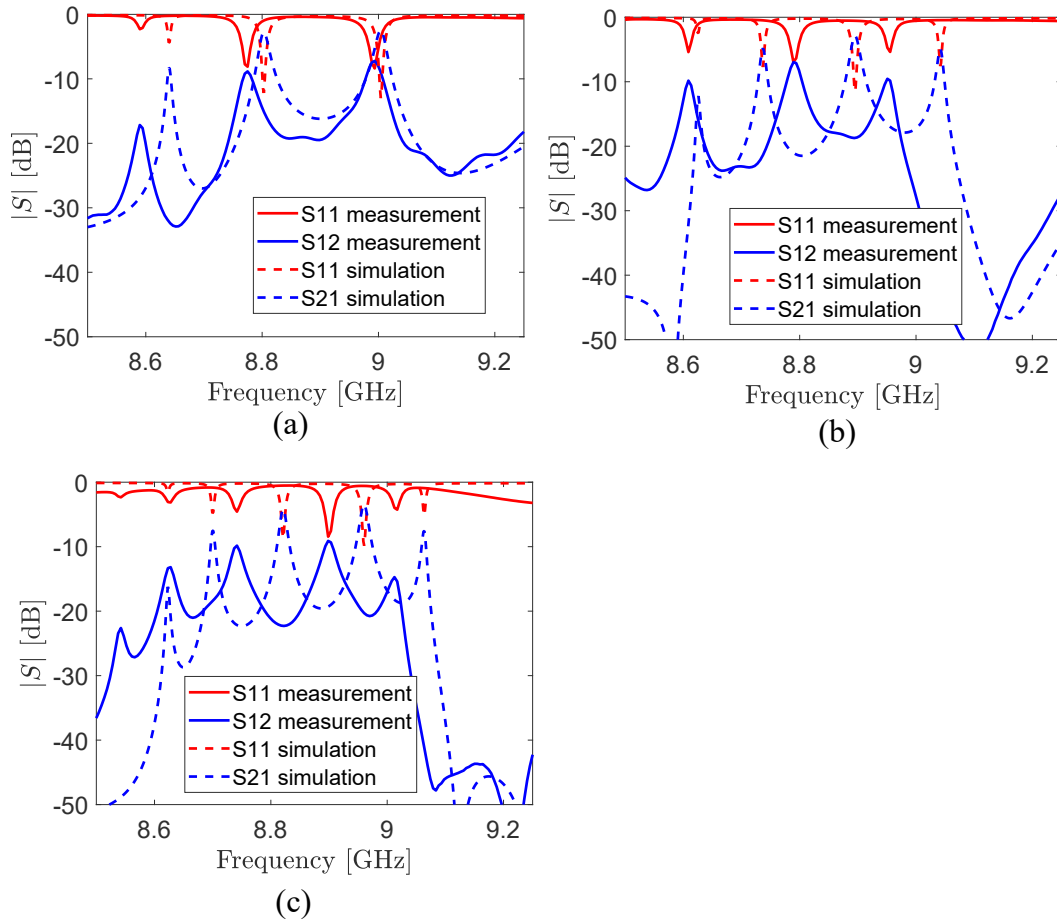 0
-10
-20
-30
-40
-50
|S| [dB]
S11 measurement
S12 measurement
S11 simulation
S21 simulation
8.6 8.8 9 9.2
Frequency [GHz]
(a)
0
-10
-20
-30
-40
-50
|S| [dB]
S11 measurement
S12 measurement
S11 simulation
S21 simulation
8.6 8.8 9 9.2
Frequency [GHz]
(b)
0
-10
-20
-30
-40
-50
|S| [dB]
S11 measurement
S12 measurement
S11 simulation
S21 simulation
8.6 8.8 9 9.2
Frequency [GHz]
(c)